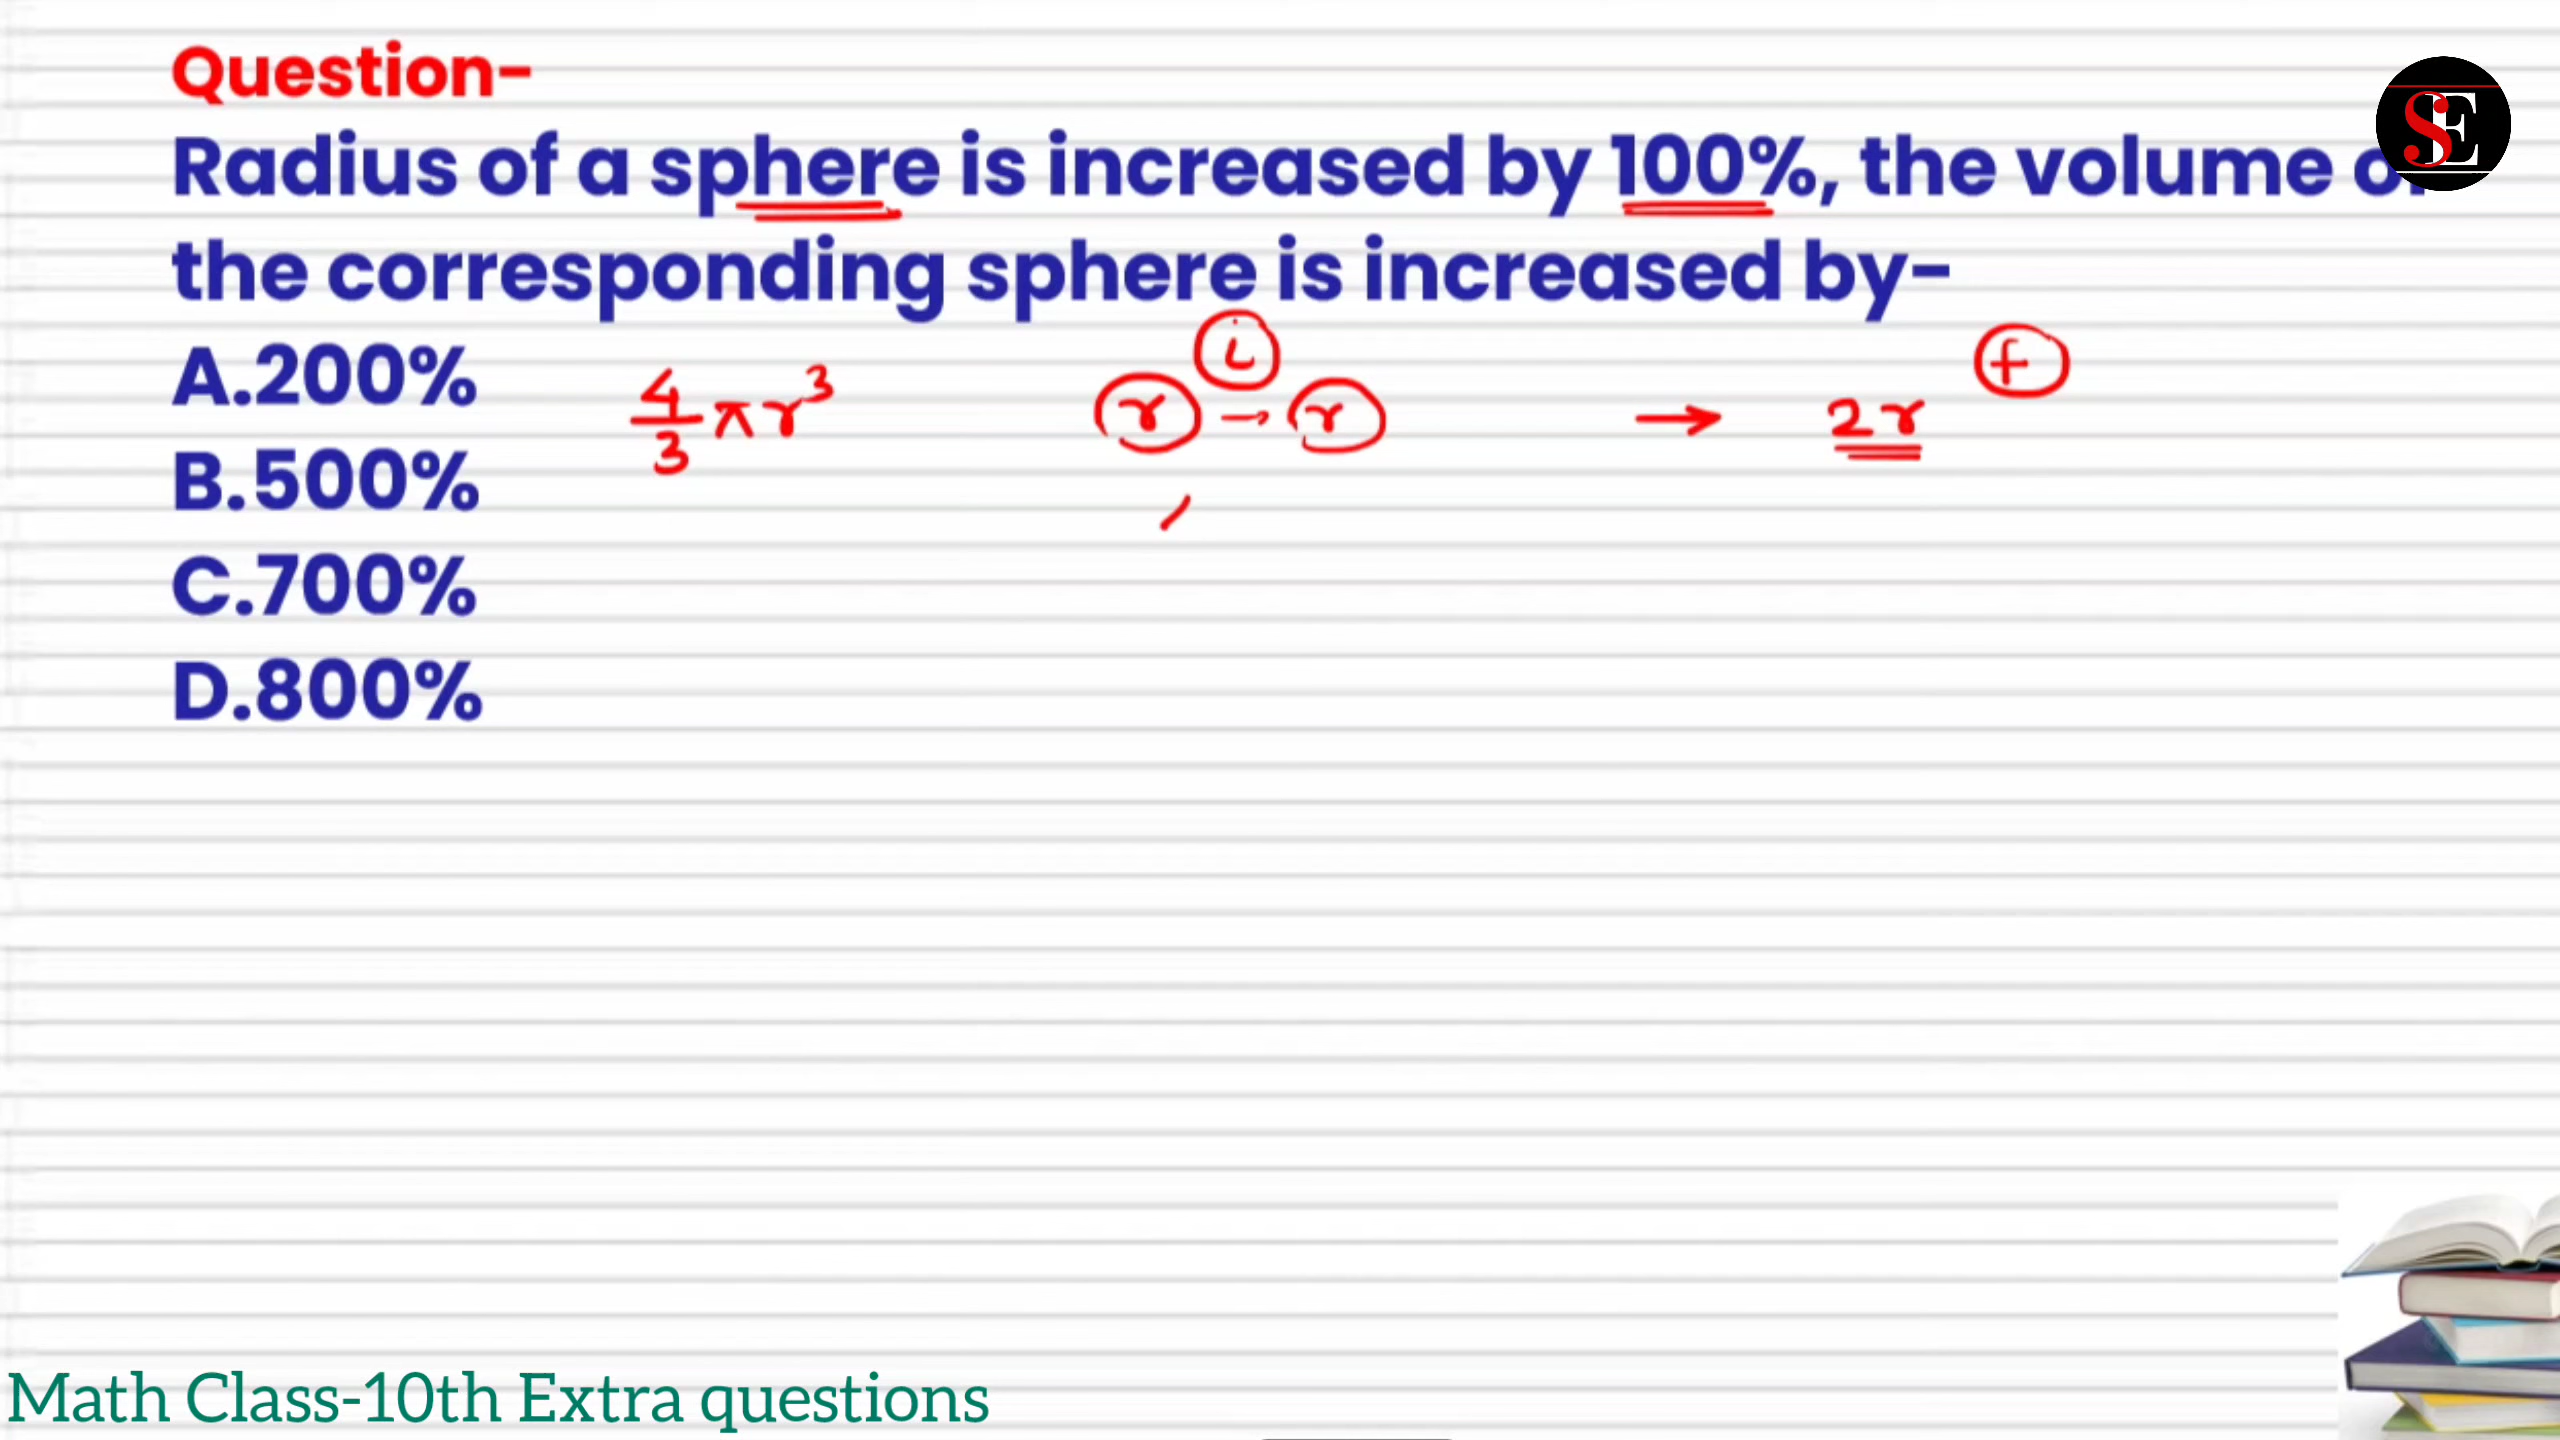 Question-
Radius of a sphere is increased by 100%, the volume of
the corresponding sphere is increased by-
A.200% 4/3 πr³ r → r i → 2r f
B.500%
C.700%
D.800%
SE
Math Class-10th Extra questions